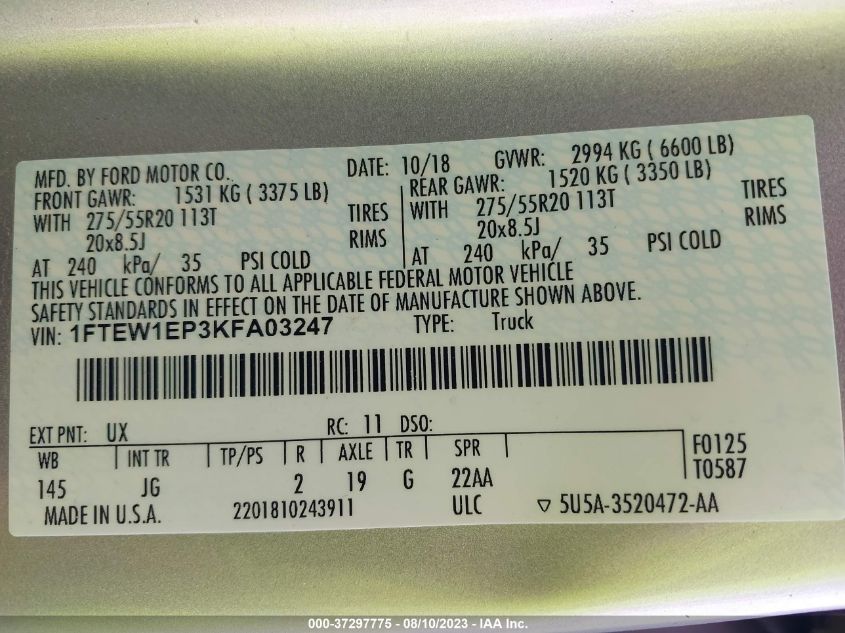 MFD. BY FORD MOTOR CO. DATE: 10/18 GVWR: 2994 KG ( 6600 LB)
FRONT GAWR: 1531 KG ( 3375 LB) REAR GAWR: 1520 KG ( 3350 LB)
WITH 275/55R20 113T TIRES WITH 275/55R20 113T TIRES
20x8.5J RIMS 20x8.5J RIMS
AT 240 kPa/ 35 PSI COLD AT 240 kPa/ 35 PSI COLD
THIS VEHICLE CONFORMS TO ALL APPLICABLE FEDERAL MOTOR VEHICLE
SAFETY STANDARDS IN EFFECT ON THE DATE OF MANUFACTURE SHOWN ABOVE.
VIN: 1FTEW1EP3KFA03247 TYPE: Truck
EXT PNT: UX RC: 11 DSO:
WB INT TR TP/PS R AXLE TR SPR F0125
145 JG 2 19 G 22AA T0587
MADE IN U.S.A. 2201810243911 ULC ▽ 5U5A-3520472-AA
000-37297775 - 08/10/2023 - IAA Inc.